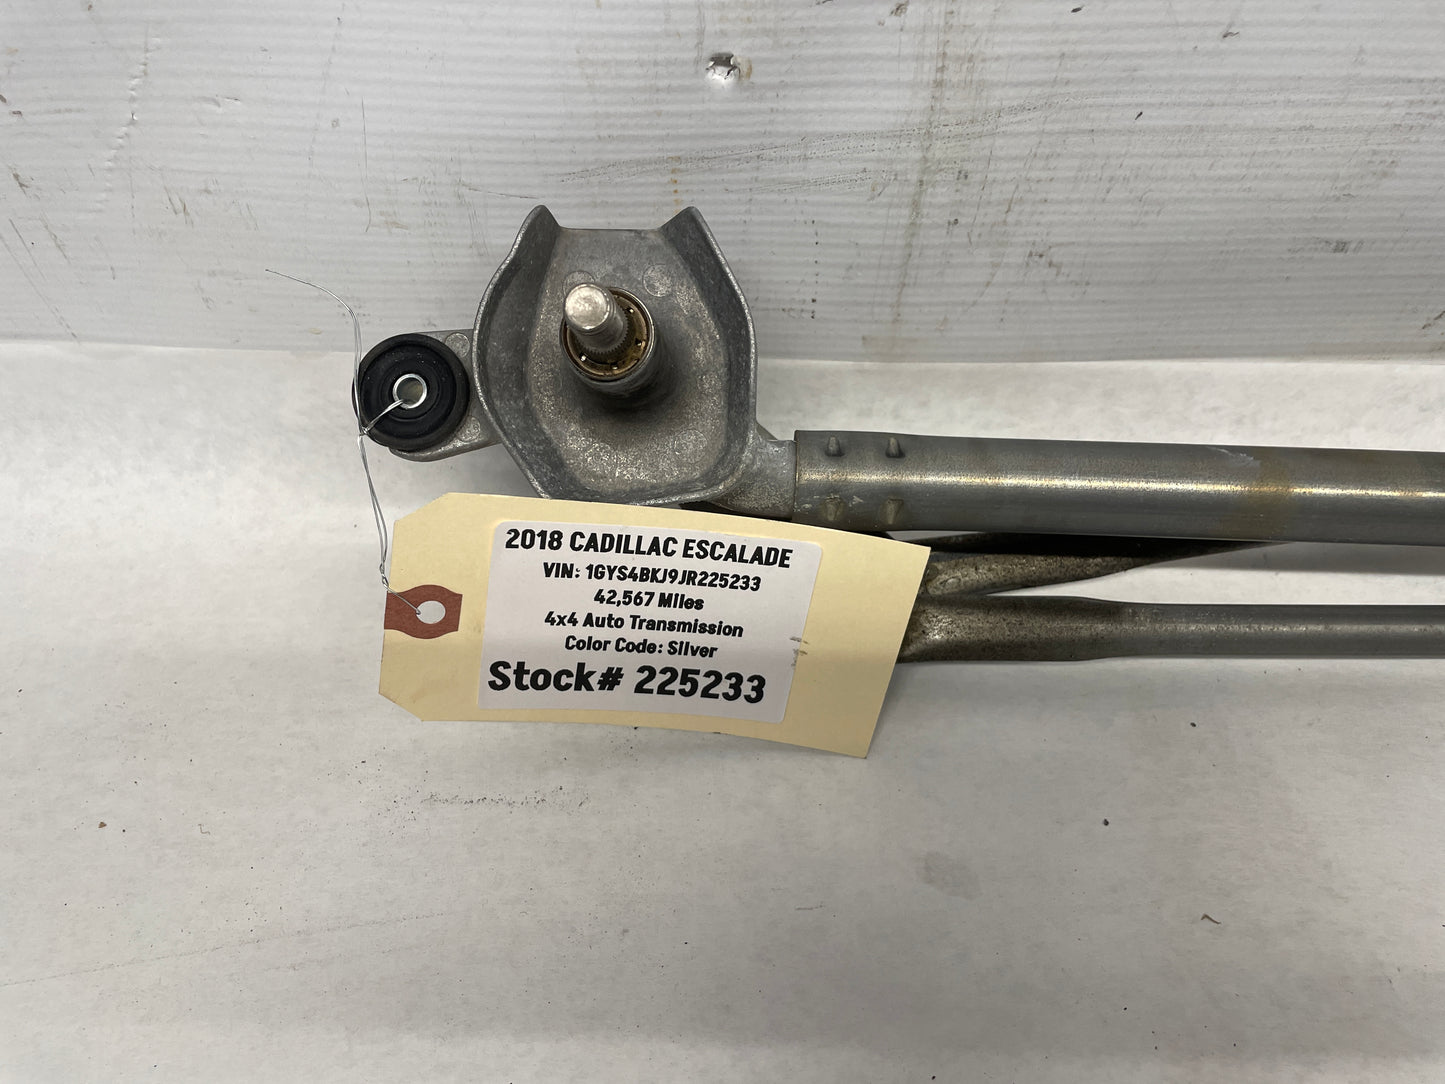 2018 CADILLAC ESCALADE
VIN: 1GYS4BKJ9JR225233
42,567 Miles
4x4 Auto Transmission
Color Code: Silver
Stock# 225233